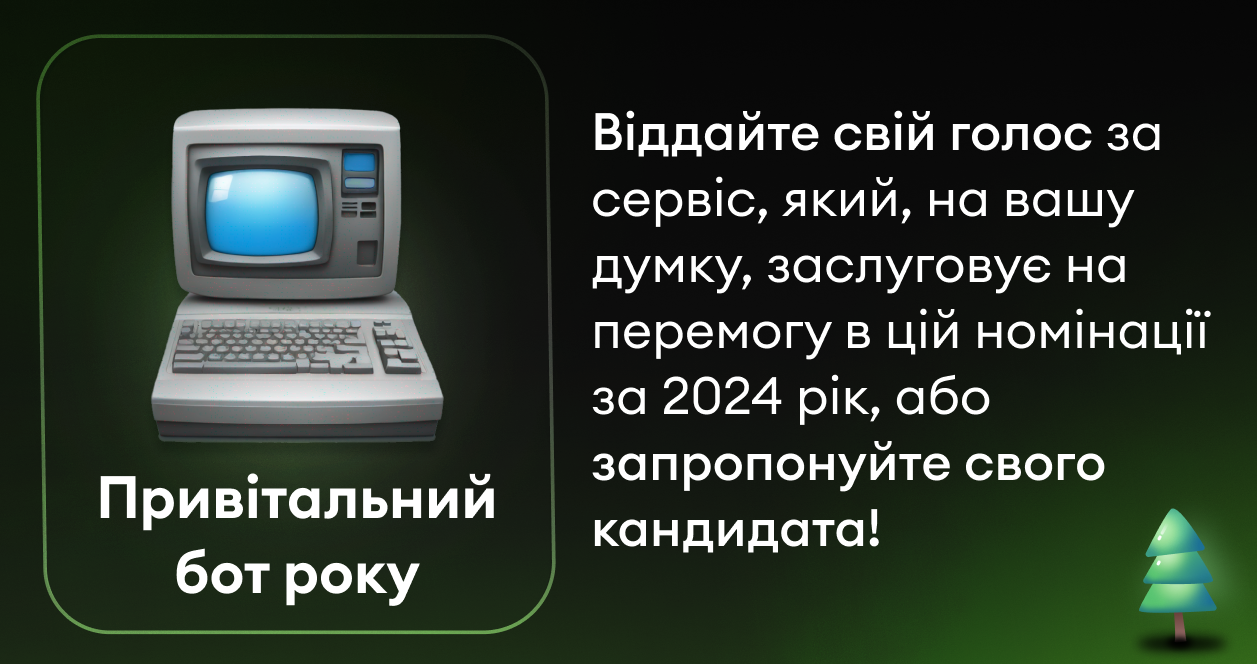 Привітальний
бот року
Віддайте свій голос за
сервіс, який, на вашу
думку, заслуговує на
перемогу в цій номінації
за 2024 рік, або
запропонуйте свого
кандидата!